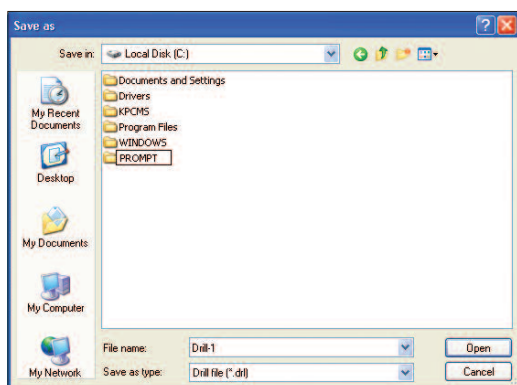 Save as
Save in:
Local Disk (C:)
Documents and Settings
Drivers
KPCMS
Program Files
WINDOWS
PROMPT
My Recent
Documents
Desktop
My Documents
My Computer
My Network
File name:
Drill-1
Open
Save as type:
Drill file (*.drl)
Cancel